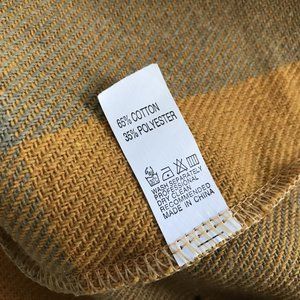 65% COTTON
35% POLYESTER
WASH SEPARATELY
PROFESSIONAL
DRY CLEAN
RECOMMENDED
MADE IN CHINA